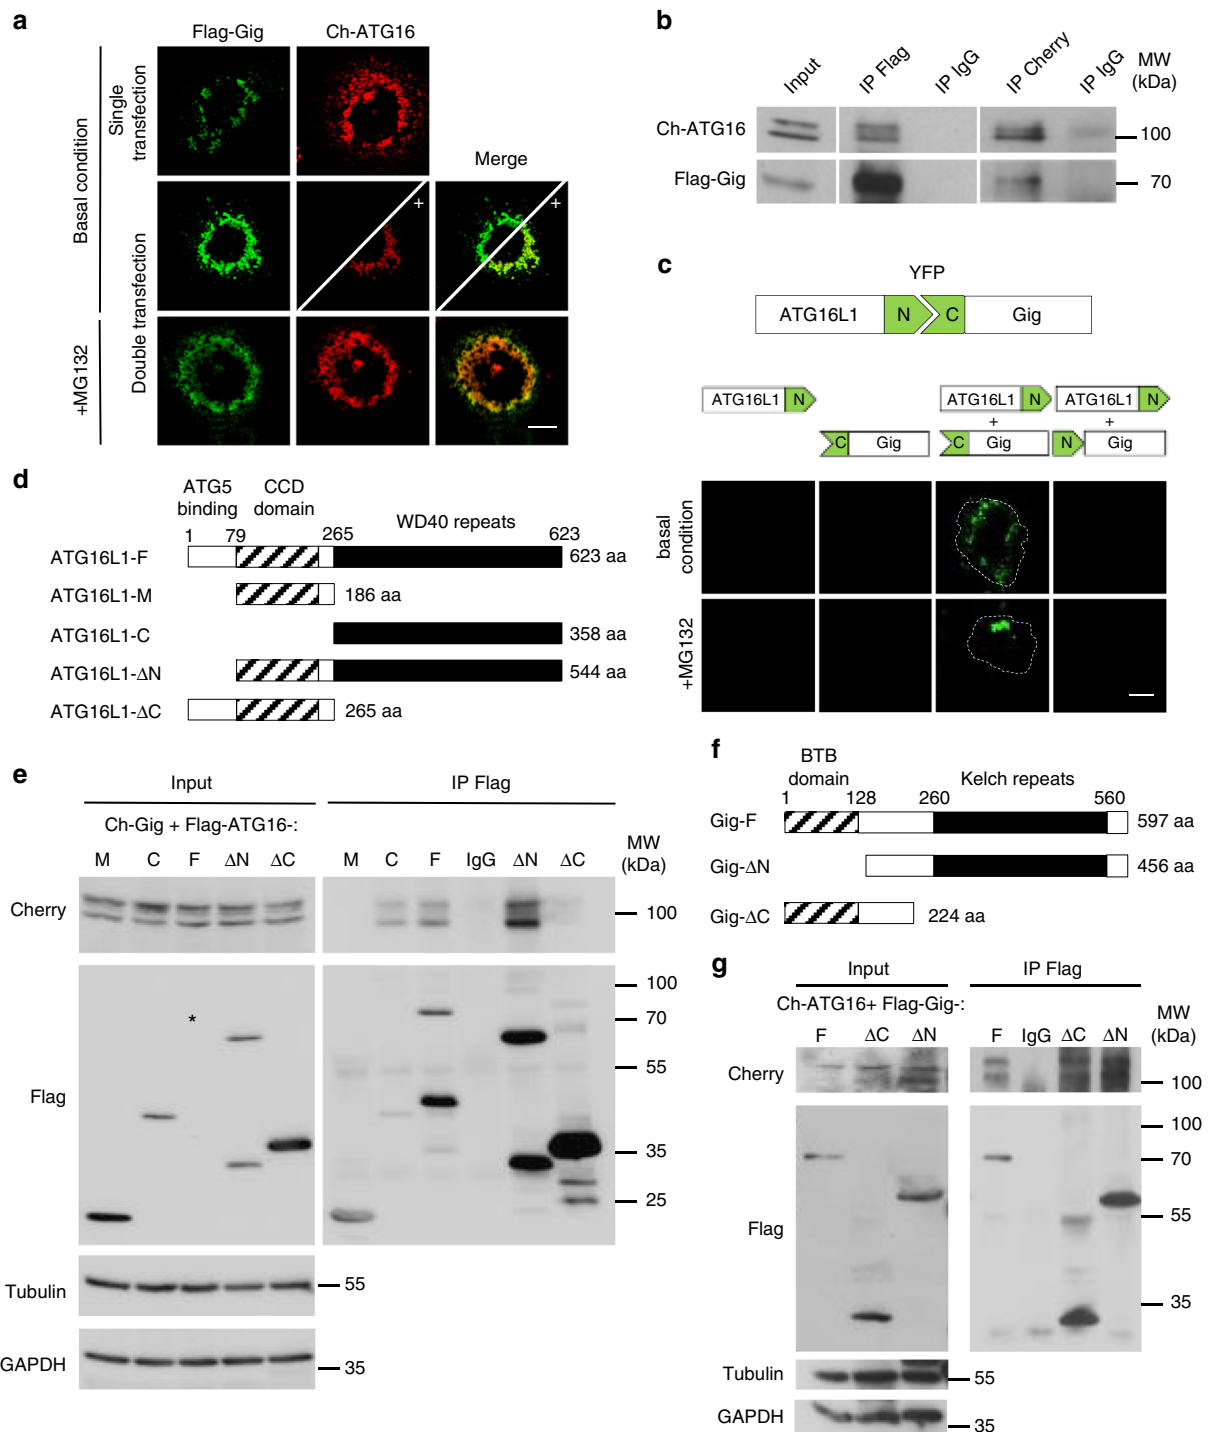 a
Flag-Gig
Ch-ATG16
Basal condition
Single
transfection
Merge
Double transfection
+
+
+MG132
b
Input
IP Flag
IP IgG
IP Cherry
IP IgG
MW
(kDa)
Ch-ATG16
100
Flag-Gig
70
c
YFP
ATG16L1 N C Gig
ATG16L1 N
C Gig
ATG16L1 N
+
C Gig
ATG16L1 N
+
N Gig
basal
condition
+MG132
d
ATG5
binding
CCD
domain
WD40 repeats
1 79 265 623
ATG16L1-F 623 aa
ATG16L1-M 186 aa
ATG16L1-C 358 aa
ATG16L1-ΔN 544 aa
ATG16L1-ΔC 265 aa
e
Input
IP Flag
Ch-Gig + Flag-ATG16-:
M C F ΔN ΔC
M C F IgG ΔN ΔC
MW
(kDa)
Cherry
100
Flag
*
100
70
55
35
25
Tubulin
55
GAPDH
35
f
BTB
domain
Kelch repeats
1 128 260 560
Gig-F 597 aa
Gig-ΔN 456 aa
Gig-ΔC 224 aa
g
Input
IP Flag
Ch-ATG16+ Flag-Gig-:
F ΔC ΔN
F IgG ΔC ΔN
MW
(kDa)
Cherry
100
Flag
100
70
55
35
Tubulin
55
GAPDH
35